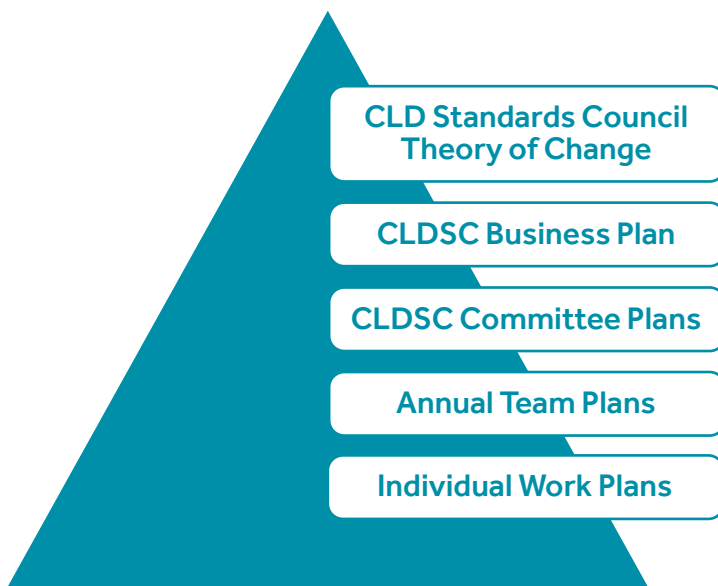 CLD Standards Council
Theory of Change
CLDSC Business Plan
CLDSC Committee Plans
Annual Team Plans
Individual Work Plans